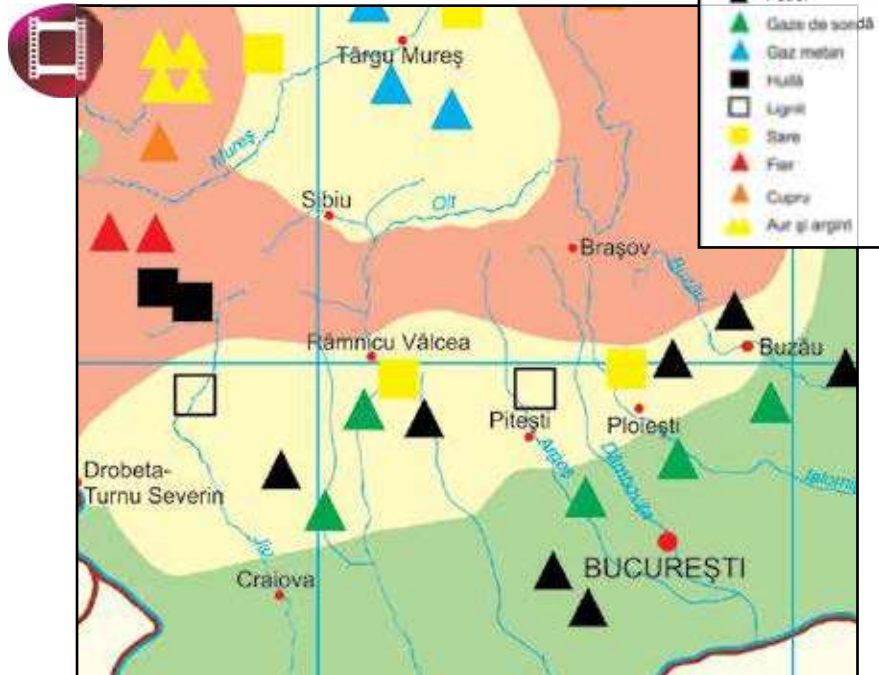 Gaze de sondă
Gaz metan
Huilă
Lignit
Sare
Fier
Cupru
Aur și argint
Târgu Mureș
Mureș
Sibiu
Olt
Brașov
Buzău
Râmnicu Vâlcea
Buzău
Pitești
Ploiești
Argeș
Dâmbovița
Drobeta-
Turnu Severin
Jiu
BUCUREȘTI
Craiova